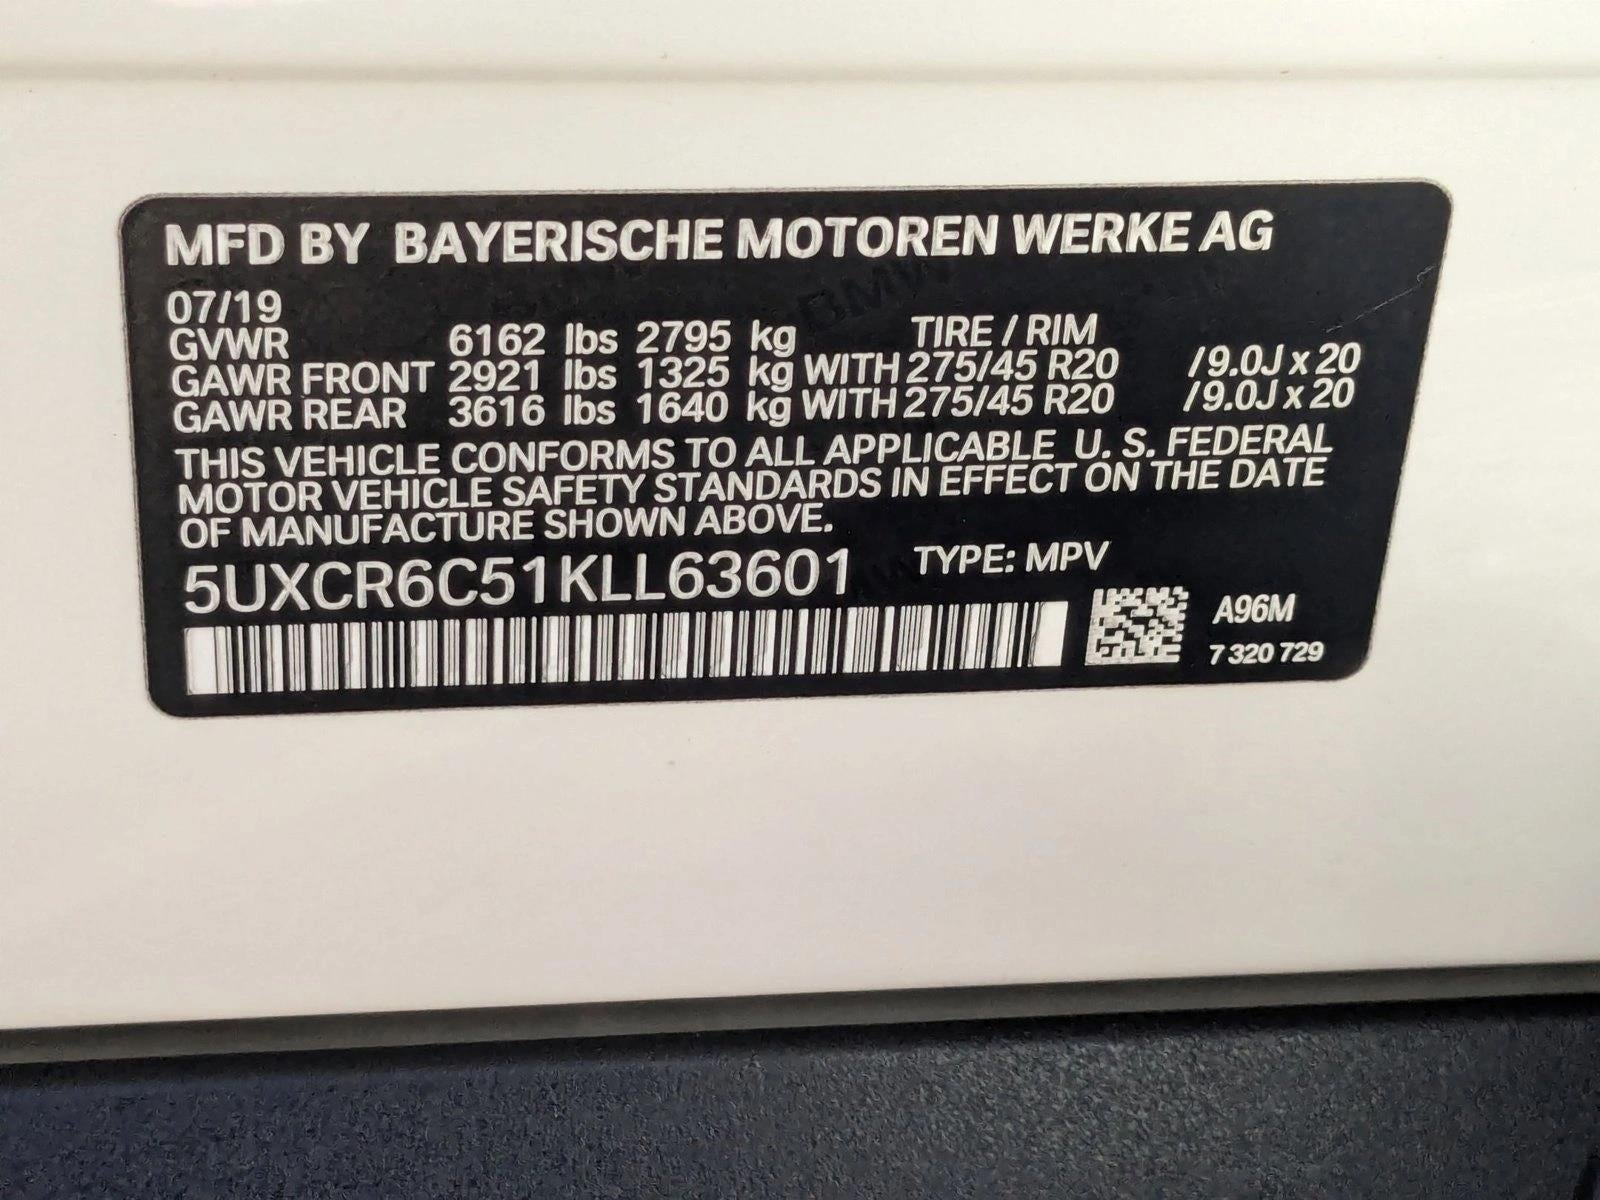 MFD BY BAYERISCHE MOTOREN WERKE AG
07/19
GVWR 6162 lbs 2795 kg TIRE / RIM
GAWR FRONT 2921 lbs 1325 kg WITH 275/45 R20 /9.0J x 20
GAWR REAR 3616 lbs 1640 kg WITH 275/45 R20 /9.0J x 20
THIS VEHICLE CONFORMS TO ALL APPLICABLE U. S. FEDERAL
MOTOR VEHICLE SAFETY STANDARDS IN EFFECT ON THE DATE
OF MANUFACTURE SHOWN ABOVE.
5UXCR6C51KLL63601 TYPE: MPV
A96M
7 320 729
BMW
BMW